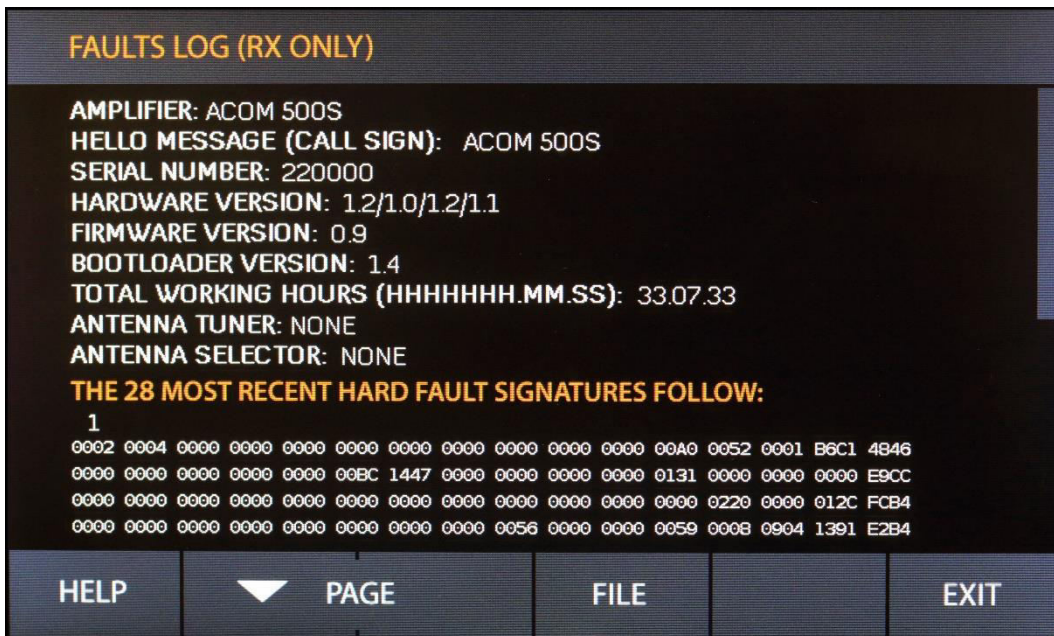 FAULTS LOG (RX ONLY)
AMPLIFIER: ACOM 500S
HELLO MESSAGE (CALL SIGN): ACOM 500S
SERIAL NUMBER: 220000
HARDWARE VERSION: 1.2/1.0/1.2/1.1
FIRMWARE VERSION: 0.9
BOOTLOADER VERSION: 1.4
TOTAL WORKING HOURS (HHHHHHH.MM.SS): 33.07.33
ANTENNA TUNER: NONE
ANTENNA SELECTOR: NONE
THE 28 MOST RECENT HARD FAULT SIGNATURES FOLLOW:
1
0002 0004 0000 0000 0000 0000 0000 0000 0000 0000 0000 00A0 0052 0001 B6C1 4846
0000 0000 0000 0000 00BC 1447 0000 0000 0000 0000 0131 0000 0000 0000 E9CC
0000 0000 0000 0000 0000 0000 0000 0000 0000 0000 0000 0000 0220 0000 012C FCB4
0000 0000 0000 0000 0000 0000 0000 0000 0056 0000 0000 0059 0008 0904 1391 E2B4
HELP PAGE FILE EXIT